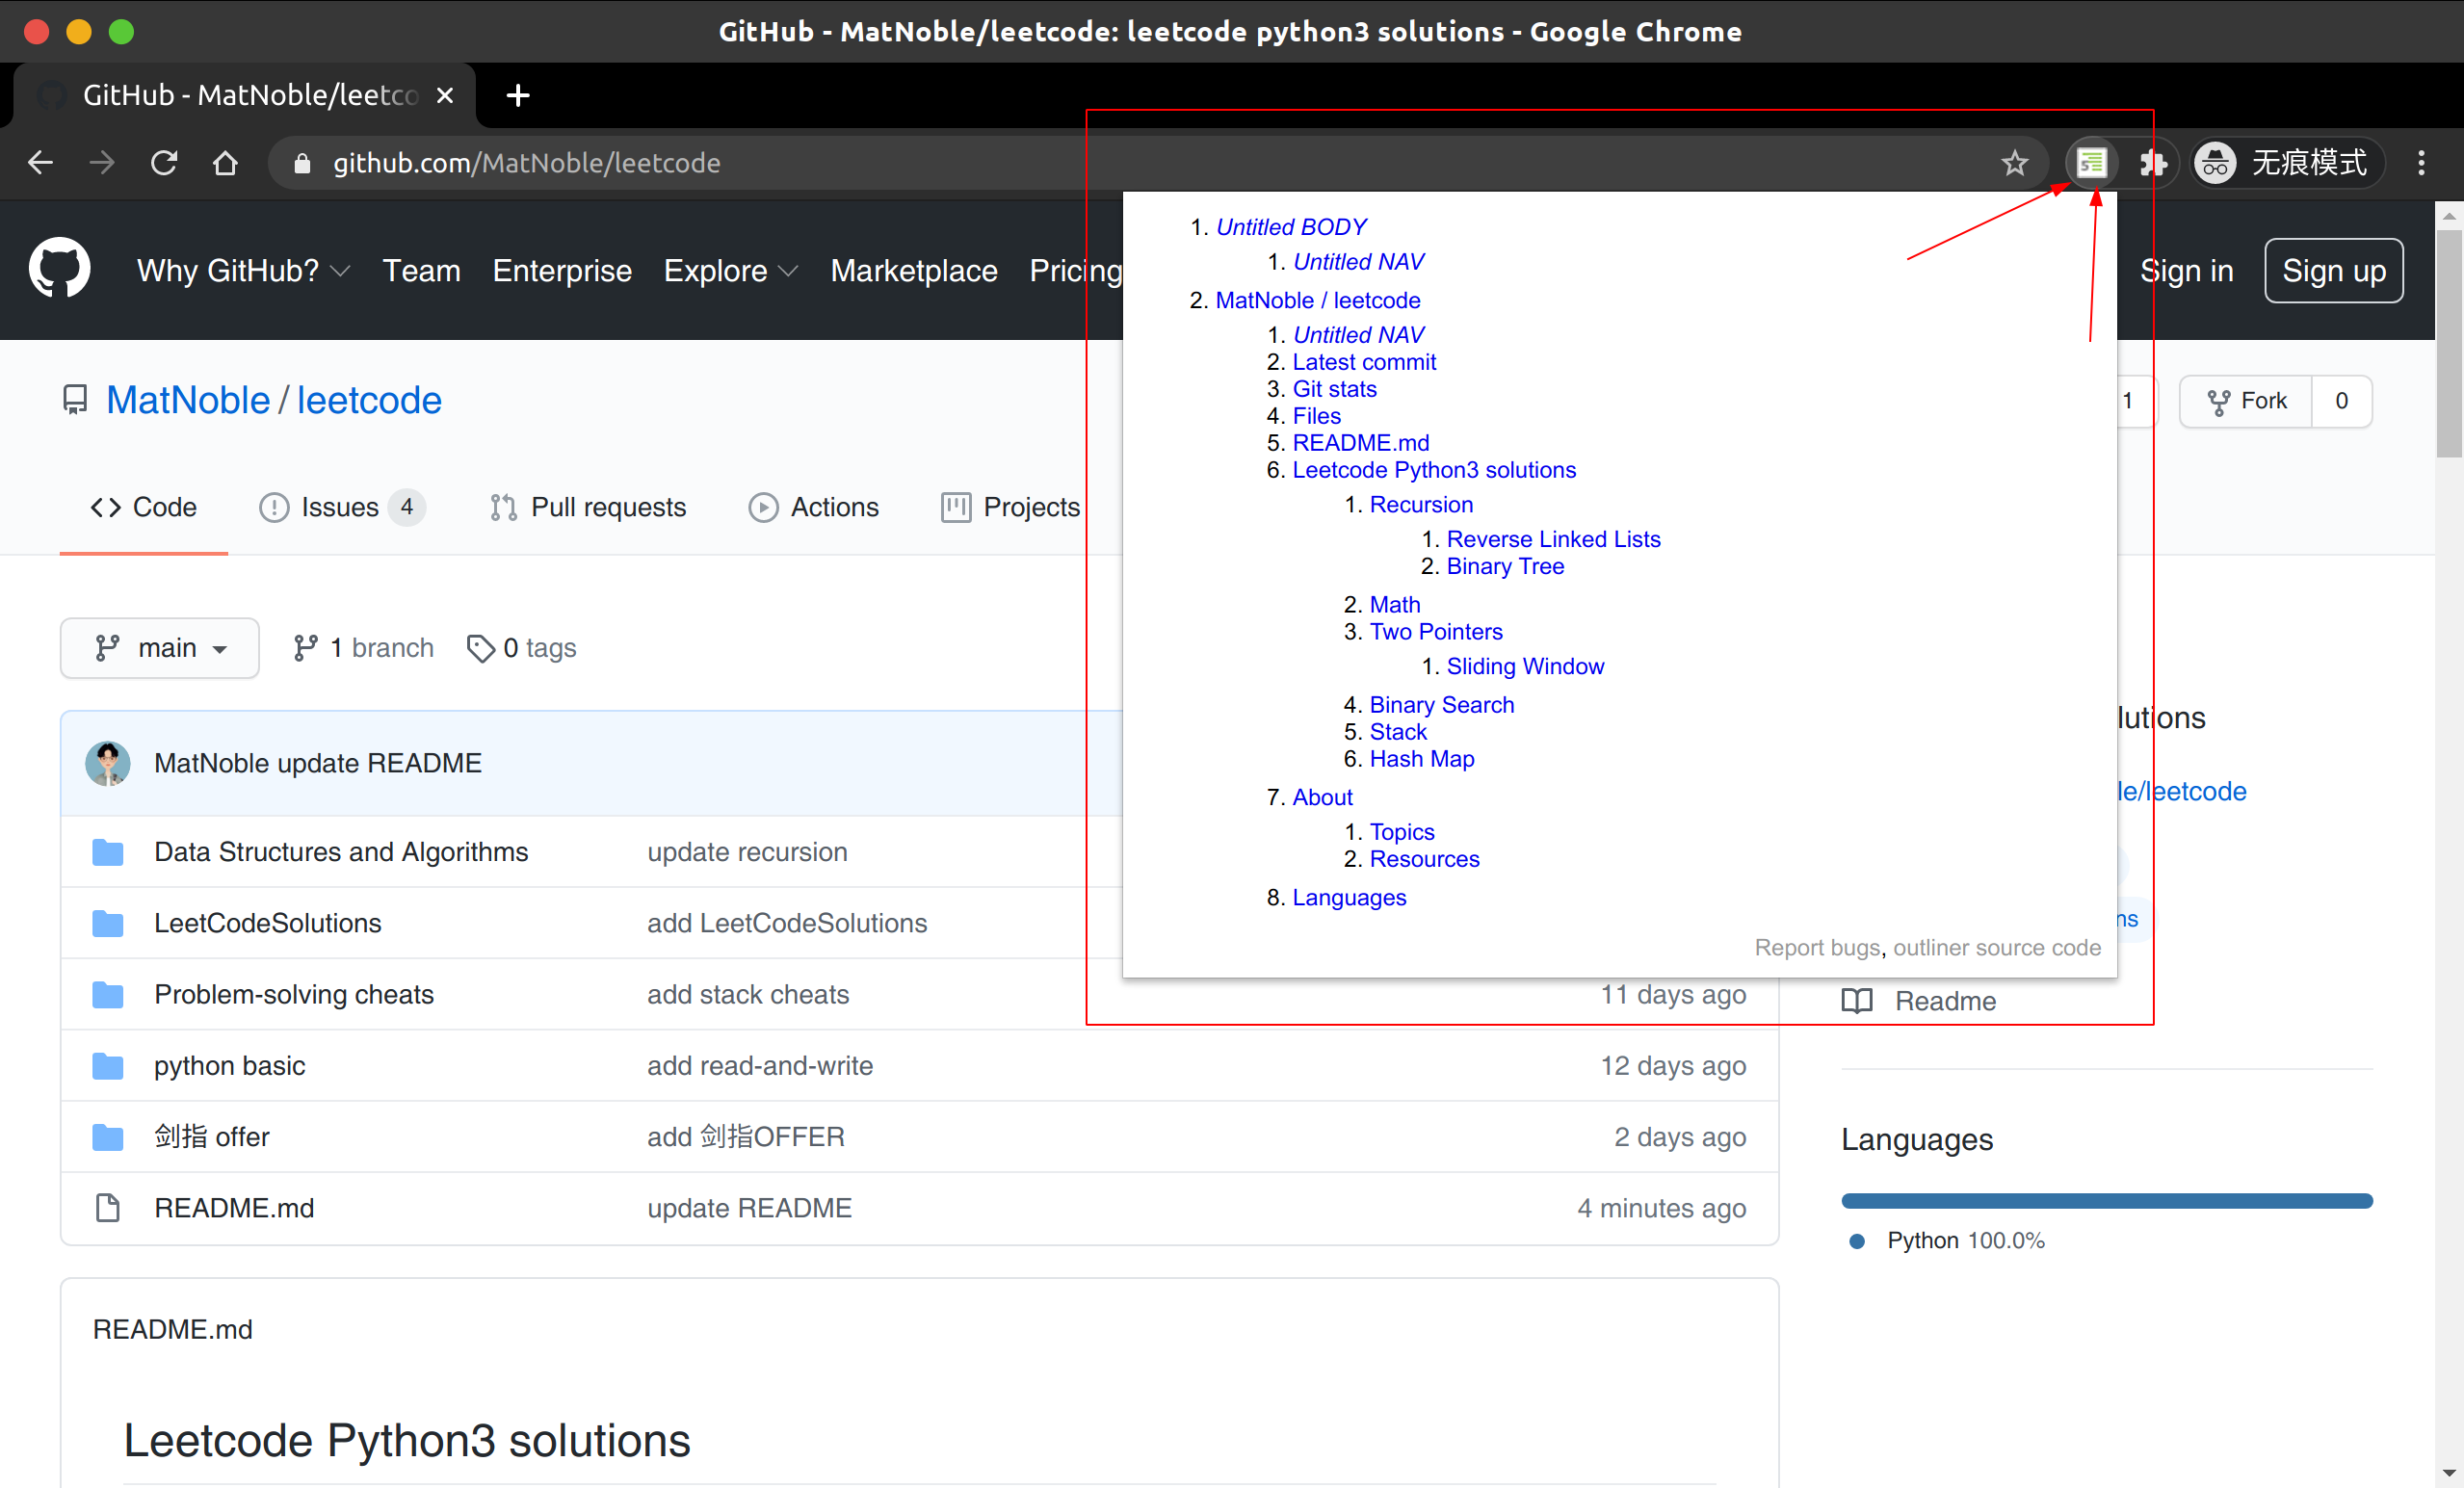 GitHub - MatNoble/leetcode: leetcode python3 solutions - Google Chrome
GitHub - MatNoble/leetco
github.com/MatNoble/leetcode
无痕模式
Why GitHub? Team Enterprise Explore Marketplace Pricing
Sign in
Sign up
1. Untitled BODY
1. Untitled NAV
2. MatNoble / leetcode
1. Untitled NAV
2. Latest commit
3. Git stats
4. Files
5. README.md
6. Leetcode Python3 solutions
1. Recursion
1. Reverse Linked Lists
2. Binary Tree
2. Math
3. Two Pointers
1. Sliding Window
4. Binary Search
5. Stack
6. Hash Map
7. About
1. Topics
2. Resources
8. Languages
Report bugs, outliner source code
MatNoble / leetcode
1
Fork 0
Code Issues 4 Pull requests Actions Projects
main 1 branch 0 tags
MatNoble update README
Data Structures and Algorithms update recursion
LeetCodeSolutions add LeetCodeSolutions
Problem-solving cheats add stack cheats 11 days ago
python basic add read-and-write 12 days ago
剑指 offer add 剑指OFFER 2 days ago
README.md update README 4 minutes ago
README.md
Leetcode Python3 solutions
lutions
le/leetcode
ns
Readme
Languages
Python 100.0%